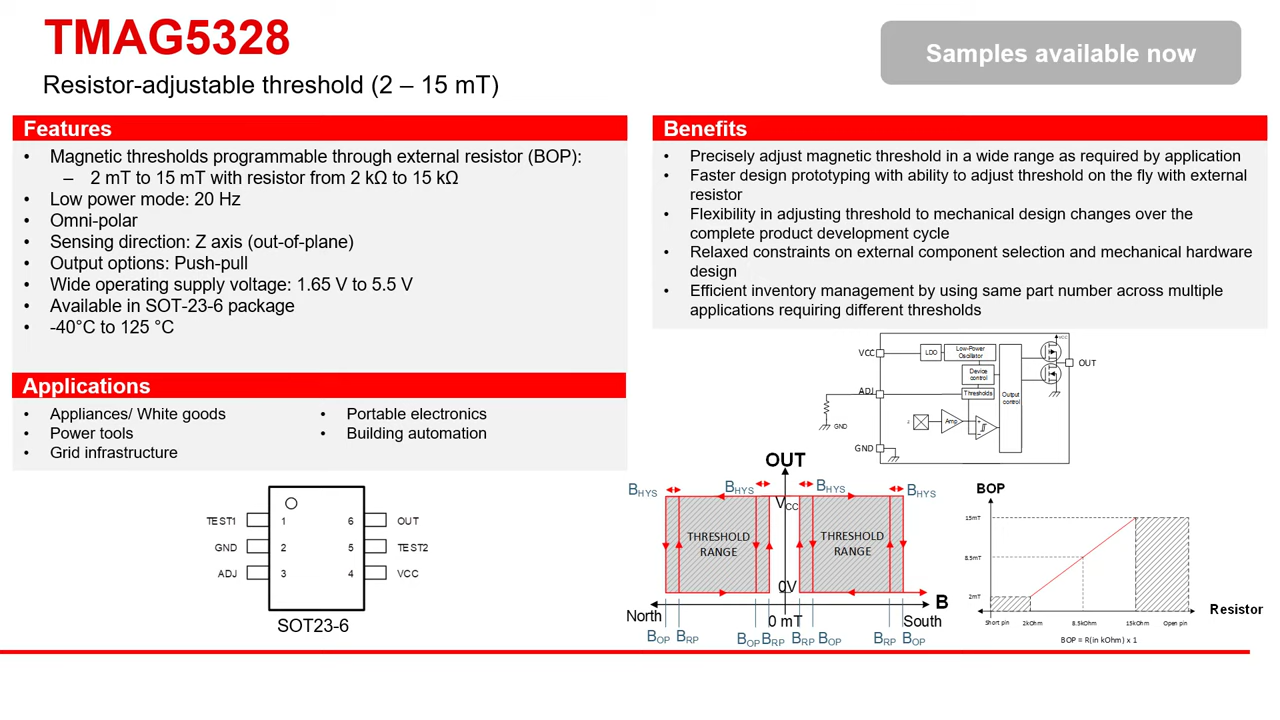 TMAG5328
Resistor-adjustable threshold (2 – 15 mT)
Samples available now
Features
• Magnetic thresholds programmable through external resistor (BOP):
– 2 mT to 15 mT with resistor from 2 kΩ to 15 kΩ
• Low power mode: 20 Hz
• Omni-polar
• Sensing direction: Z axis (out-of-plane)
• Output options: Push-pull
• Wide operating supply voltage: 1.65 V to 5.5 V
• Available in SOT-23-6 package
• -40°C to 125 °C
Applications
• Appliances/ White goods
• Power tools
• Grid infrastructure
• Portable electronics
• Building automation
Benefits
• Precisely adjust magnetic threshold in a wide range as required by application
• Faster design prototyping with ability to adjust threshold on the fly with external
resistor
• Flexibility in adjusting threshold to mechanical design changes over the
complete product development cycle
• Relaxed constraints on external component selection and mechanical hardware
design
• Efficient inventory management by using same part number across multiple
applications requiring different thresholds
TEST1 1 6 OUT
GND 2 5 TEST2
ADJ 3 4 VCC
SOT23-6
VCC
LDO
Low-Power
Oscillator
VCC
OUT
Device
control
ADJ
Thresholds
Output
control
GND
Z
Amp
GND
OUT
BHYS BHYS BHYS BHYS
VCC
THRESHOLD
RANGE
THRESHOLD
RANGE
0V
B
North 0 mT South
BOP BRP BOP BRP BRP BOP BRP BOP
BOP
15mT
8.5mT
2mT
Resistor
Short pin 2kOhm 8.5kOhm 15kOhm Open pin
BOP = R(in kOhm) x 1